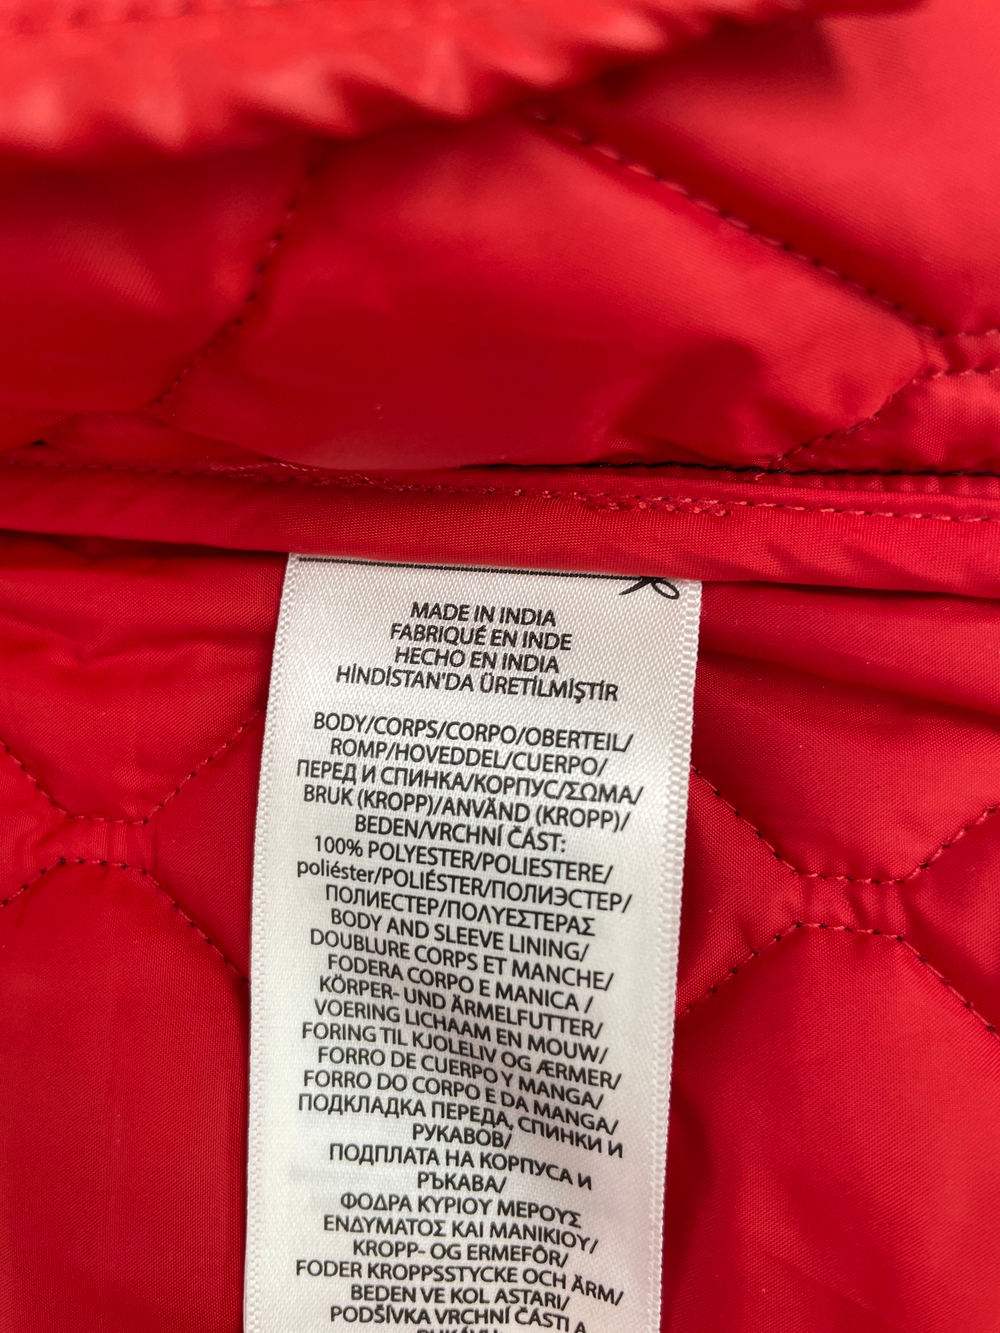 MADE IN INDIA
FABRIQUÉ EN INDE
HECHO EN INDIA
HİNDİSTAN'DA ÜRETİLMİŞTİR
BODY/CORPS/CORPO/OBERTEIL/
ROMP/HOVEDDEL/CUERPO/
ПЕРЕД И СПИНКА/КОРПУС/ΣΩΜΑ/
BRUK (KROPP)/ANVÄND (KROPP)/
BEDEN/VRCHNÍ ČÁST:
100% POLYESTER/POLIESTERE/
poliéster/POLIÉSTER/ПОЛИЭСТЕР/
ПОЛИЕСТЕР/ΠΟΛΥΕΣΤΕΡΑΣ
BODY AND SLEEVE LINING/
DOUBLURE CORPS ET MANCHE/
FODERA CORPO E MANICA /
KÖRPER- UND ÄRMELFUTTER/
VOERING LICHAAM EN MOUW/
FORING TIL KJOLELIV OG ÆRMER/
FORRO DE CUERPO Y MANGA/
FORRO DO CORPO E DA MANGA/
ПОДКЛАДКА ПЕРЕДА, СПИНКИ И
РУКАВОВ/
ПОДПЛАТА НА КОРПУСА И
РЪКАВА/
ΦΟΔΡΑ ΚΥΡΙΟΥ ΜΕΡΟΥΣ
ΕΝΔΥΜΑΤΟΣ ΚΑΙ ΜΑΝΙΚΙΟΥ/
KROPP- OG ERMEFÔR/
FODER KROPPSSTYCKE OCH ÄRM/
BEDEN VE KOL ASTARI/
PODŠÍVKA VRCHNÍ ČÁSTI A